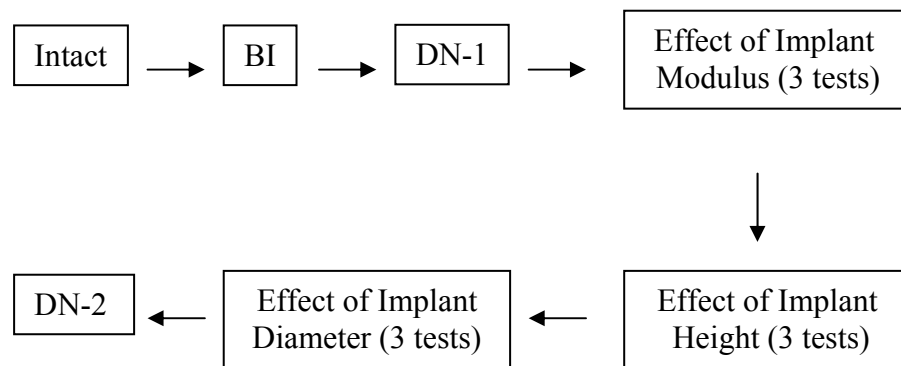 Intact
BI
DN-1
Effect of Implant
Modulus (3 tests)
Effect of Implant
Height (3 tests)
Effect of Implant
Diameter (3 tests)
DN-2